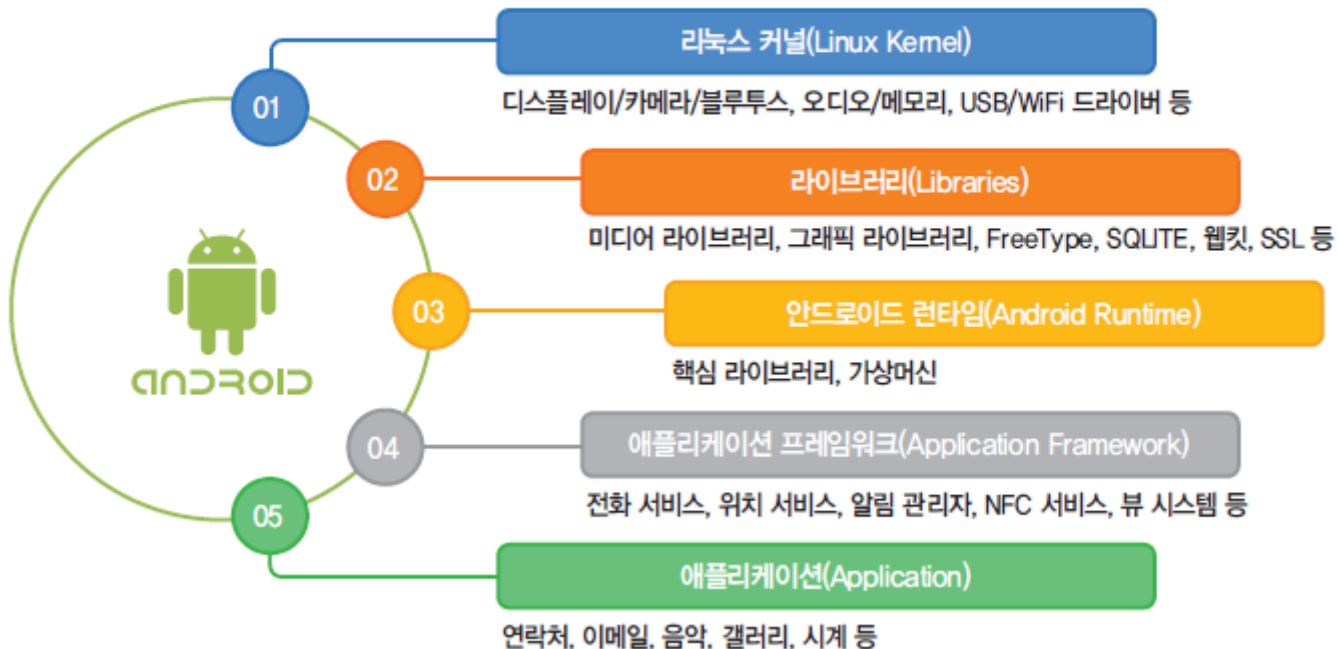 리눅스 커널(Linux Kernel)
01
디스플레이/카메라/블루투스, 오디오/메모리, USB/WiFi 드라이버 등
02
라이브러리(Libraries)
미디어 라이브러리, 그래픽 라이브러리, FreeType, SQLITE, 웹킷, SSL 등
03
안드로이드 런타임(Android Runtime)
핵심 라이브러리, 가상머신
ANDROID
04
애플리케이션 프레임워크(Application Framework)
전화 서비스, 위치 서비스, 알림 관리자, NFC 서비스, 뷰 시스템 등
05
애플리케이션(Application)
연락처, 이메일, 음악, 갤러리, 시계 등